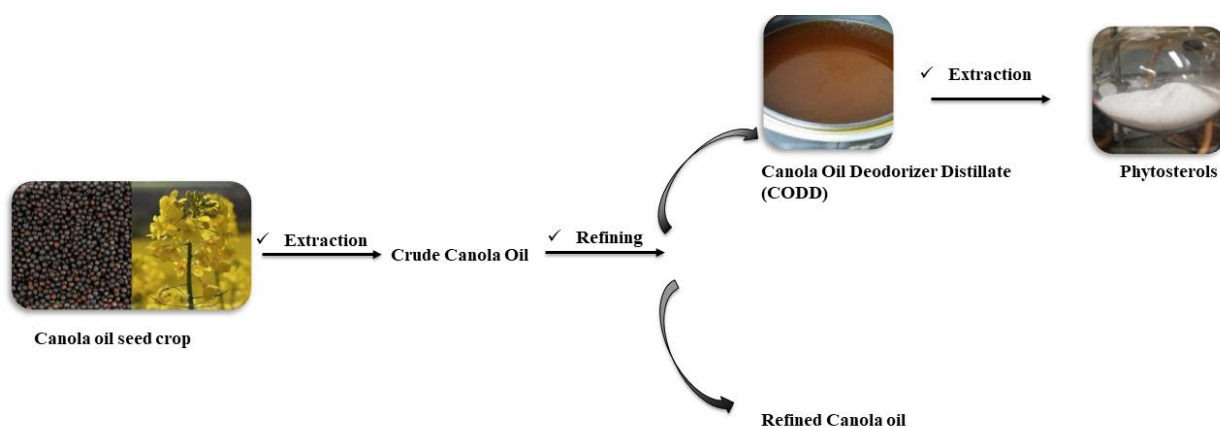 ✓ Extraction
Canola Oil Deodorizer Distillate
(CODD)
Phytosterols
✓ Extraction
Crude Canola Oil
✓ Refining
Canola oil seed crop
Refined Canola oil